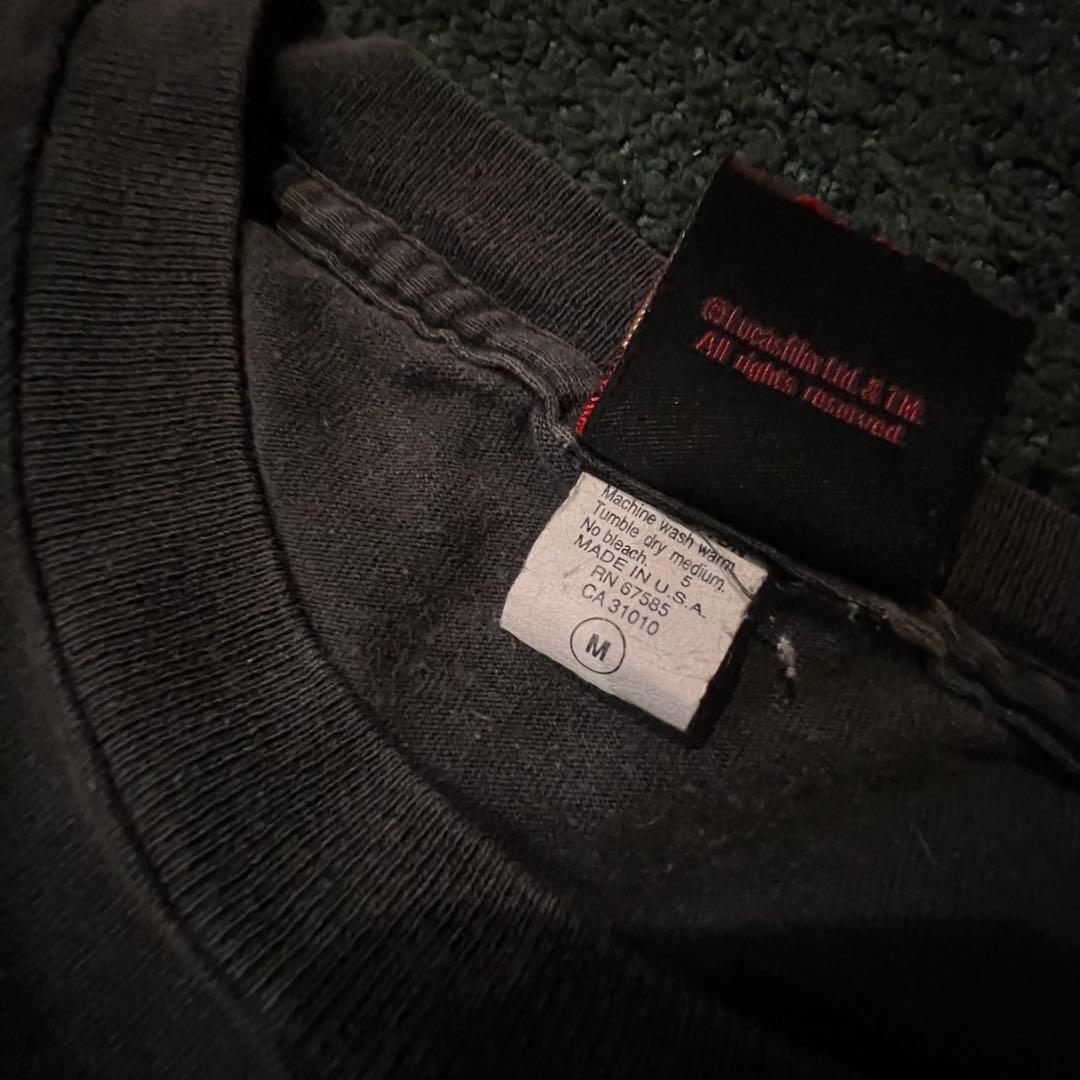 ©Lucasfilm Ltd. & TM.
All rights reserved.
Machine wash warm.
Tumble dry medium.
No bleach. 5
MADE IN U.S.A.
RN 67585
CA 31010
M